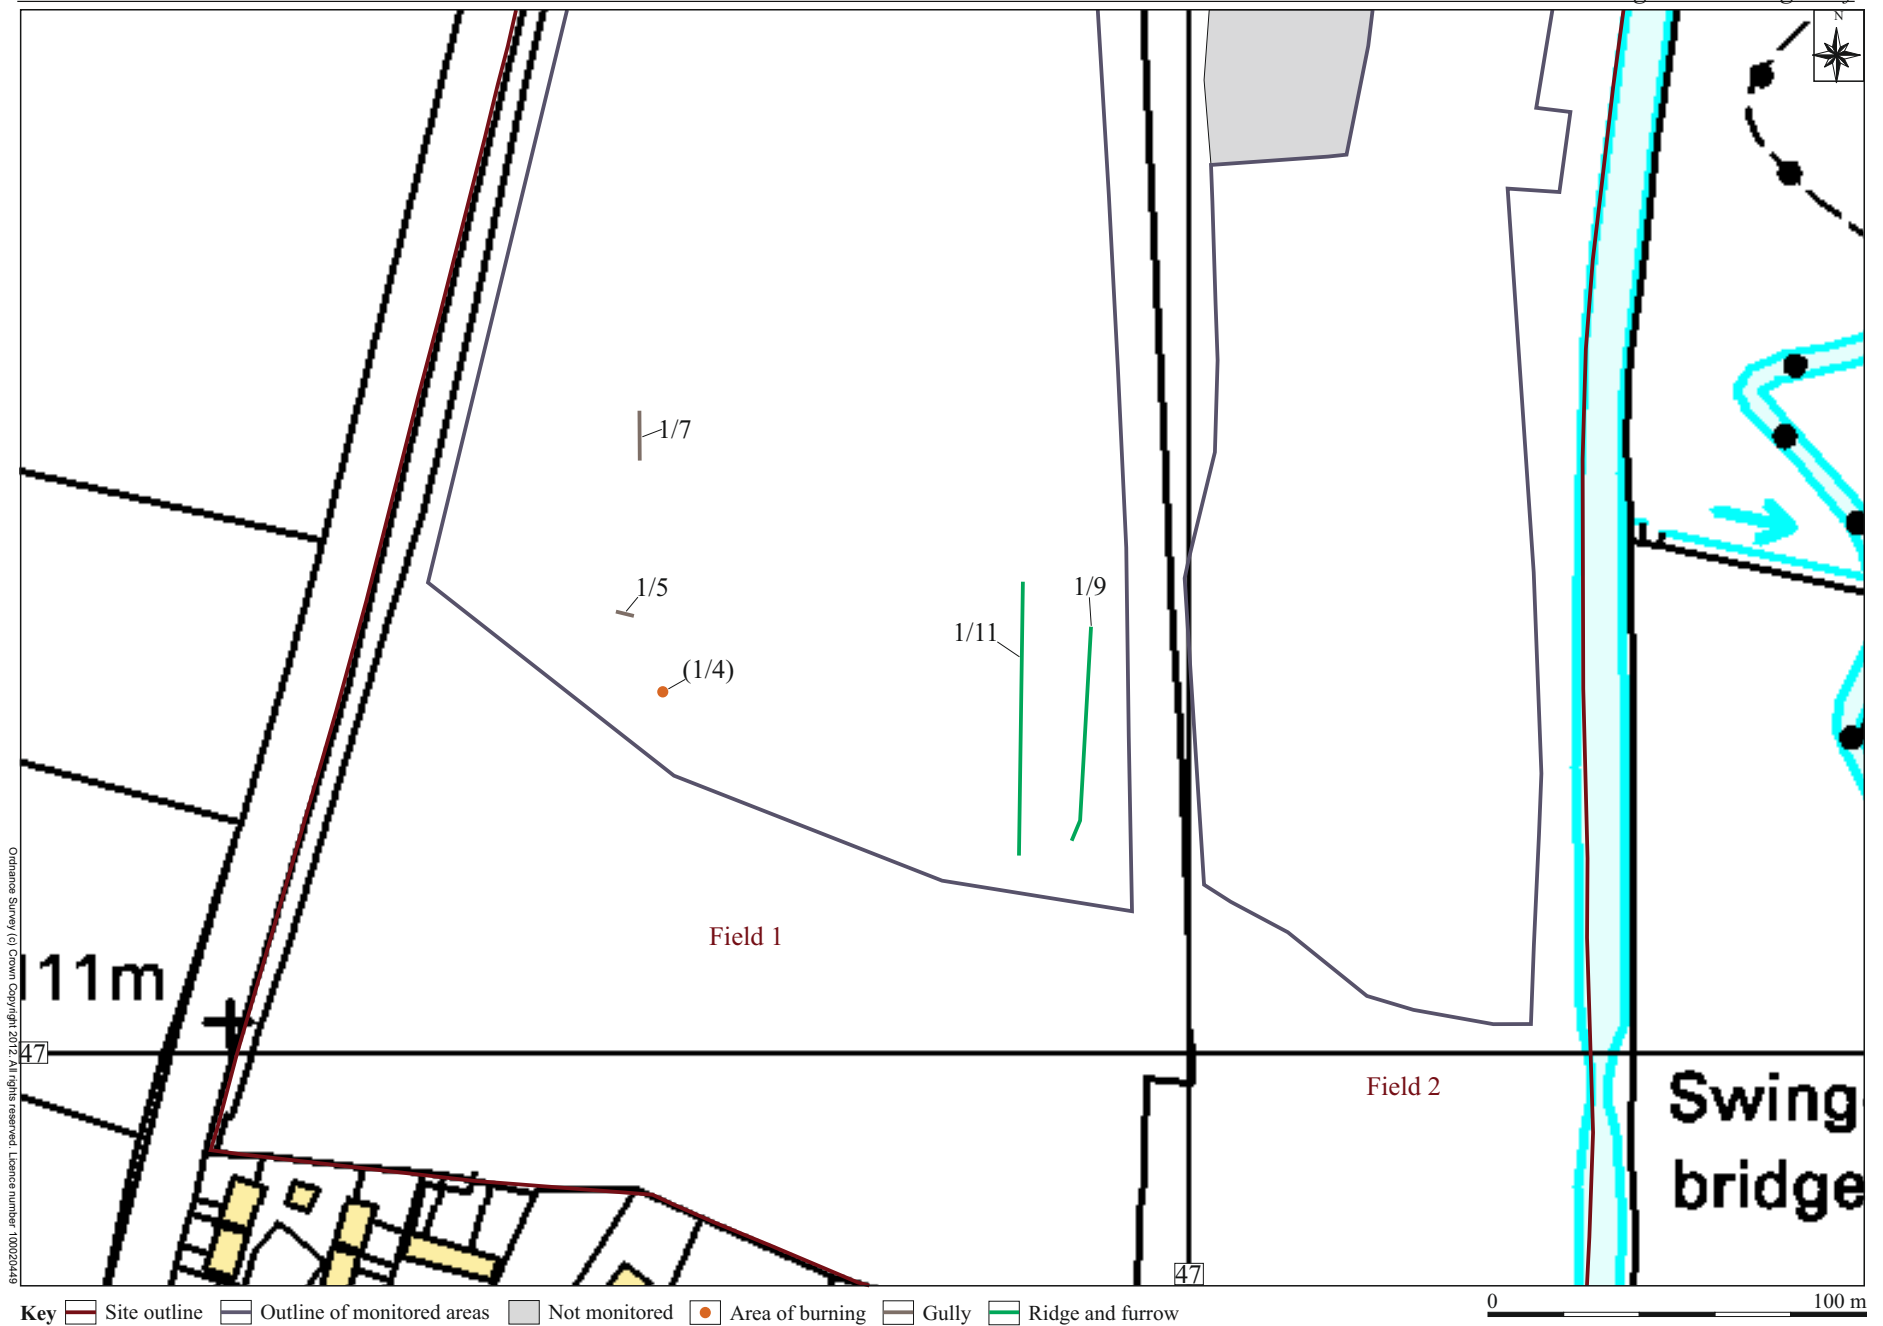 N
1/7
1/5
1/9
1/11
(1/4)
Field 1
111m
47
Field 2
Swing
bridge
47
Ordnance Survey (c) Crown Copyright 2012. All rights reserved. Licence number 100020449
Key Site outline Outline of monitored areas Not monitored Area of burning Gully Ridge and furrow
0 100 m